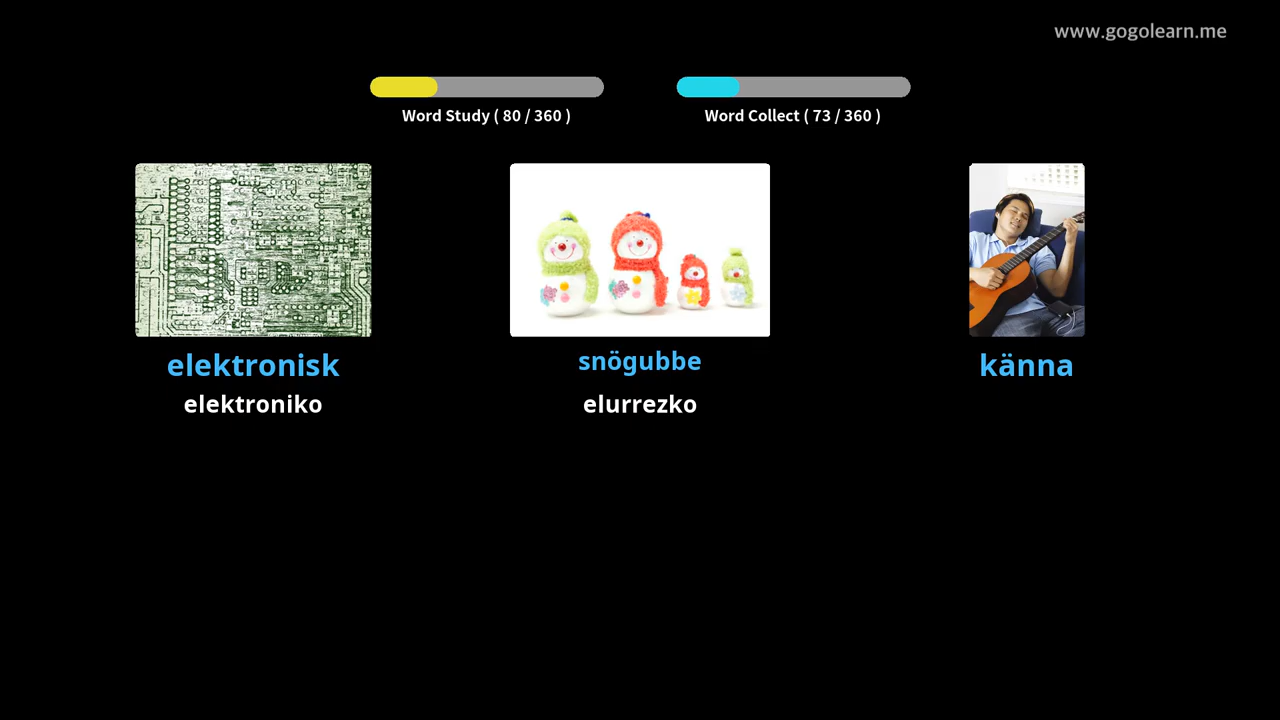 www.gogolearn.me
Word Study ( 80 / 360 )
Word Collect ( 73 / 360 )
elektronisk
elektroniko
snögubbe
elurrezko
känna